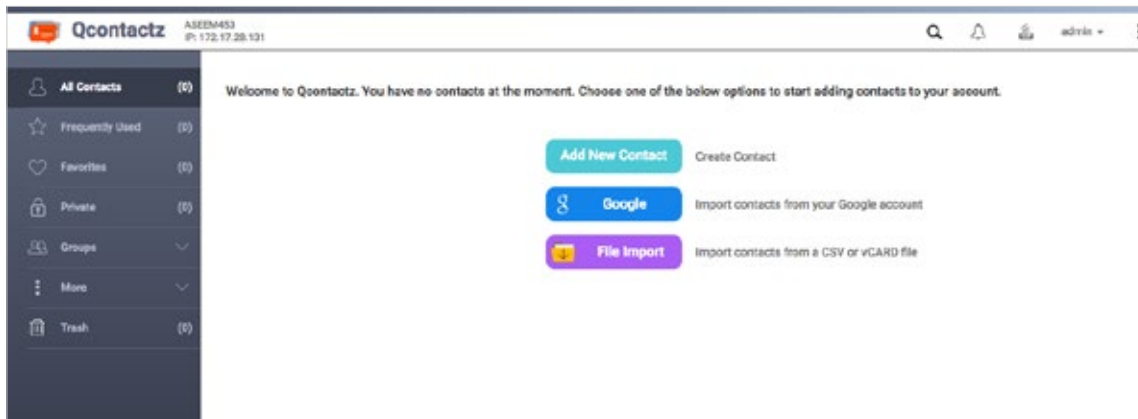 Qcontactz
ASEEM453
IP: 172.17.28.131
admin
All Contacts (0)
Frequently Used (0)
Favorites (0)
Private (0)
Groups
More
Trash (0)
Welcome to Qcontactz. You have no contacts at the moment. Choose one of the below options to start adding contacts to your account.
Add New Contact Create Contact
Google Import contacts from your Google account
File Import Import contacts from a CSV or vCARD file